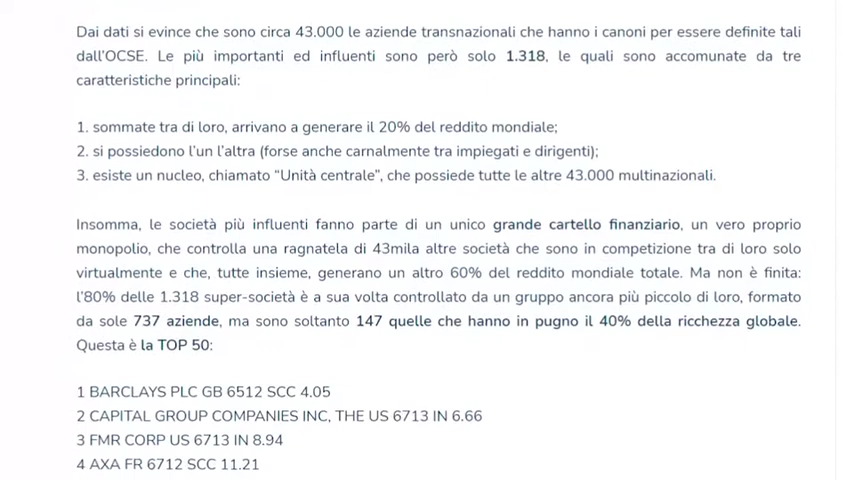 Dai dati si evince che sono circa 43.000 le aziende transnazionali che hanno i canoni per essere definite tali
dall'OCSE. Le più importanti ed influenti sono però solo 1.318, le quali sono accomunate da tre
caratteristiche principali:
1. sommate tra di loro, arrivano a generare il 20% del reddito mondiale;
2. si possiedono l'un l'altra (forse anche carnalmente tra impiegati e dirigenti);
3. esiste un nucleo, chiamato "Unità centrale", che possiede tutte le altre 43.000 multinazionali.
Insomma, le società più influenti fanno parte di un unico grande cartello finanziario, un vero proprio
monopolio, che controlla una ragnatela di 43mila altre società che sono in competizione tra di loro solo
virtualmente e che, tutte insieme, generano un altro 60% del reddito mondiale totale. Ma non è finita:
l'80% delle 1.318 super-società è a sua volta controllato da un gruppo ancora più piccolo di loro, formato
da sole 737 aziende, ma sono soltanto 147 quelle che hanno in pugno il 40% della ricchezza globale.
Questa è la TOP 50:
1 BARCLAYS PLC GB 6512 SCC 4.05
2 CAPITAL GROUP COMPANIES INC, THE US 6713 IN 6.66
3 FMR CORP US 6713 IN 8.94
4 AXA FR 6712 SCC 11.21